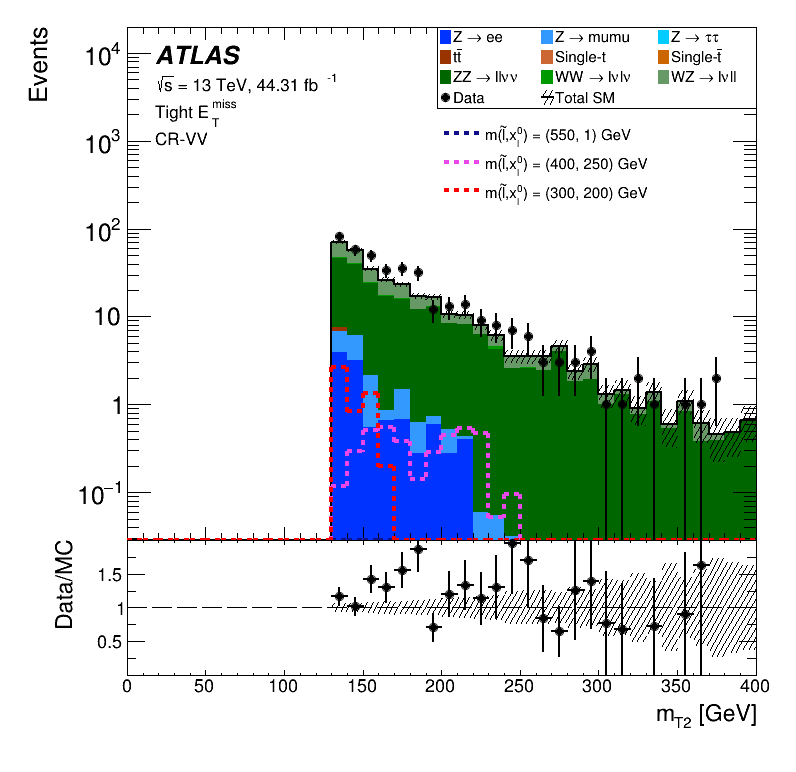 Events
10⁴
10³
10²
10
1
10⁻¹
ATLAS
√s = 13 TeV, 44.31 fb ⁻¹
Tight E_T^miss
CR-VV
Z → ee Z → mumu Z → ττ
tt̄ Single-t Single-t̄
ZZ → llνν WW → lνlν WZ → lνll
Data Total SM
m(l̃,x⁰₁) = (550, 1) GeV
m(l̃,x⁰₁) = (400, 250) GeV
m(l̃,x⁰₁) = (300, 200) GeV
Data/MC
1.5
1
0.5
0 50 100 150 200 250 300 350 400
m_T2 [GeV]